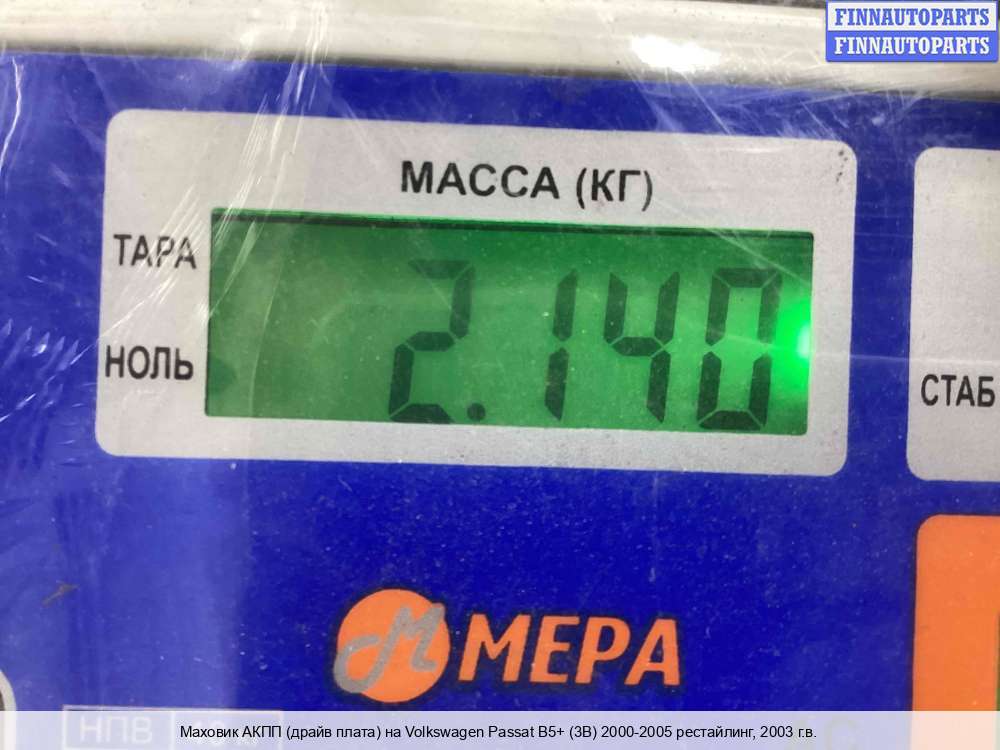 FINNAUTOPARTS
FINNAUTOPARTS
МАССА (КГ)
ТАРА
2.140
НОЛЬ
СТАБ
МЕРА
НПВ
Маховик АКПП (драйв плата) на Volkswagen Passat B5+ (3B) 2000-2005 рестайлинг, 2003 г.в.